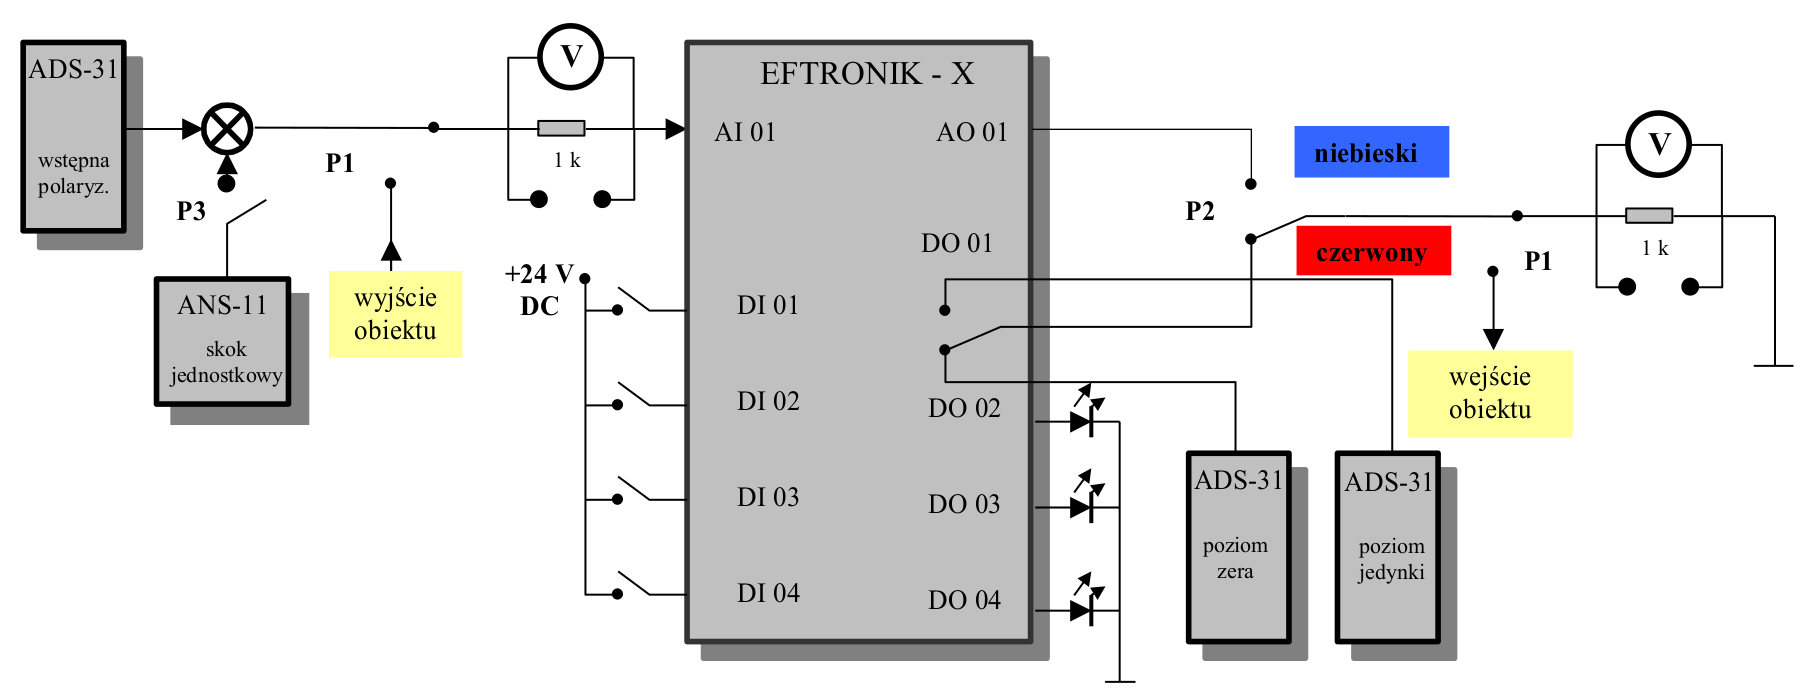 ADS-31
wstępna
polaryz.
P3
ANS-11
skok
jednostkowy
P1
wyjście
obiektu
V
1 k
+24 V
DC
EFTRONIK - X
AI 01
AO 01
DO 01
DI 01
DI 02
DO 02
DI 03
DO 03
DI 04
DO 04
niebieski
P2
czerwony
P1
V
1 k
wejście
obiektu
ADS-31
poziom
zera
ADS-31
poziom
jedynki